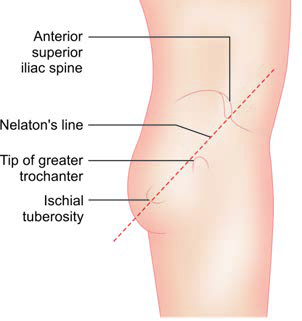 Anterior
superior
iliac spine
Nelaton's line
Tip of greater
trochanter
Ischial
tuberosity